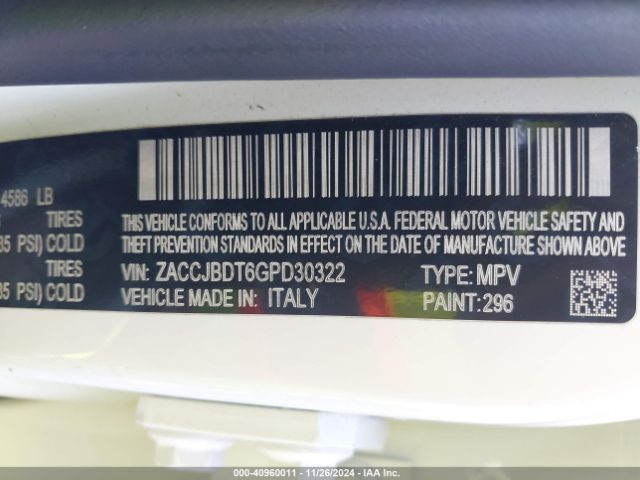 4586 LB
TIRES
35 PSI) COLD
TIRES
35 PSI) COLD
THIS VEHICLE CONFORMS TO ALL APPLICABLE U.S.A. FEDERAL MOTOR VEHICLE SAFETY AND
THEFT PREVENTION STANDARDS IN EFFECT ON THE DATE OF MANUFACTURE SHOWN ABOVE
VIN: ZACCJBDT6GPD30322 TYPE: MPV
VEHICLE MADE IN: ITALY PAINT: 296
000-40960011 - 11/26/2024 - IAA Inc.